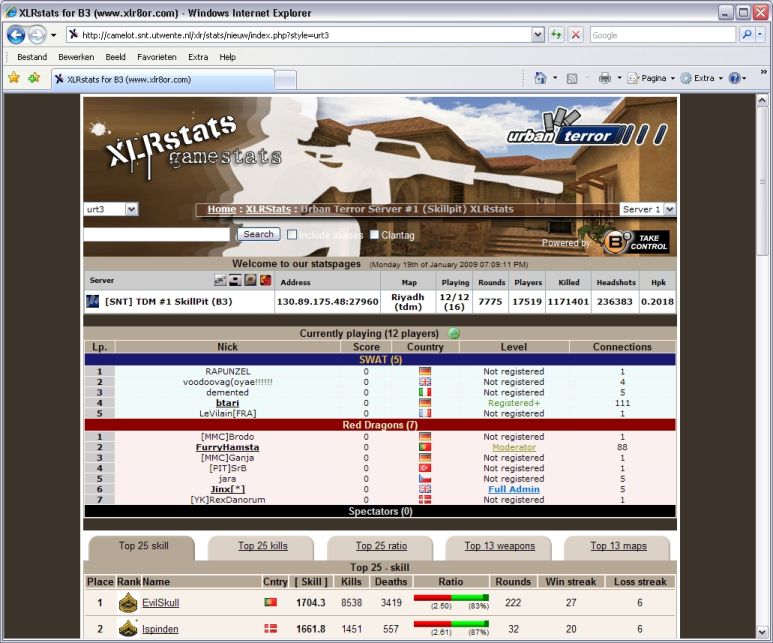 XLRstats for B3 (www.xlr8or.com) - Windows Internet Explorer
http://camelot.snt.utwente.nl/xlr/stats/nieuw/index.php?style=urt3
Google
Bestand Bewerken Beeld Favorieten Extra Help
XLRstats for B3 (www.xlr8or.com)
Pagina Extra
XLRstats
gamestats
urban terror
urt3
Home : XLRStats : Urban Terror Server #1 (Skillpit) XLRstats
Server 1
Search Include aliases Clantag
Powered by: B3 TAKE CONTROL
Welcome to our statspages (Monday 19th of January 2009 07:09:11 PM)
Server Address Map Playing Rounds Players Killed Headshots Hpk
[SNT] TDM #1 SkillPit (B3) 130.89.175.48:27960 Riyadh (tdm) 12/12 (16) 7775 17519 1171401 236383 0.2018
Currently playing (12 players)
Lp. Nick Score Country Level Connections
SWAT (5)
1 RAPUNZEL 0 Not registered 1
2 voodoovag(oyae!!!!!! 0 Not registered 4
3 demented 0 Not registered 5
4 btari 0 Registered+ 111
5 LeVilain[FRA] 0 Not registered 1
Red Dragons (7)
1 [MMC]Brodo 0 Not registered 1
2 FurryHamsta 0 Moderator 88
3 [MMC]Ganja 0 Not registered 1
4 [PIT]SrB 0 Not registered 1
5 jara 0 Not registered 5
6 Jinx[*] 0 Full Admin 5
7 [YK]RexDanorum 0 Not registered 1
Spectators (0)
Top 25 skill Top 25 kills Top 25 ratio Top 13 weapons Top 13 maps
Top 25 - skill
Place Rank Name Cntry [ Skill ] Kills Deaths Ratio Rounds Win streak Loss streak
1 EvilSkull 1704.3 8538 3419 (2.50) (83%) 222 27 6
2 Ispinden 1661.8 1451 557 (2.61) (87%) 32 20 6